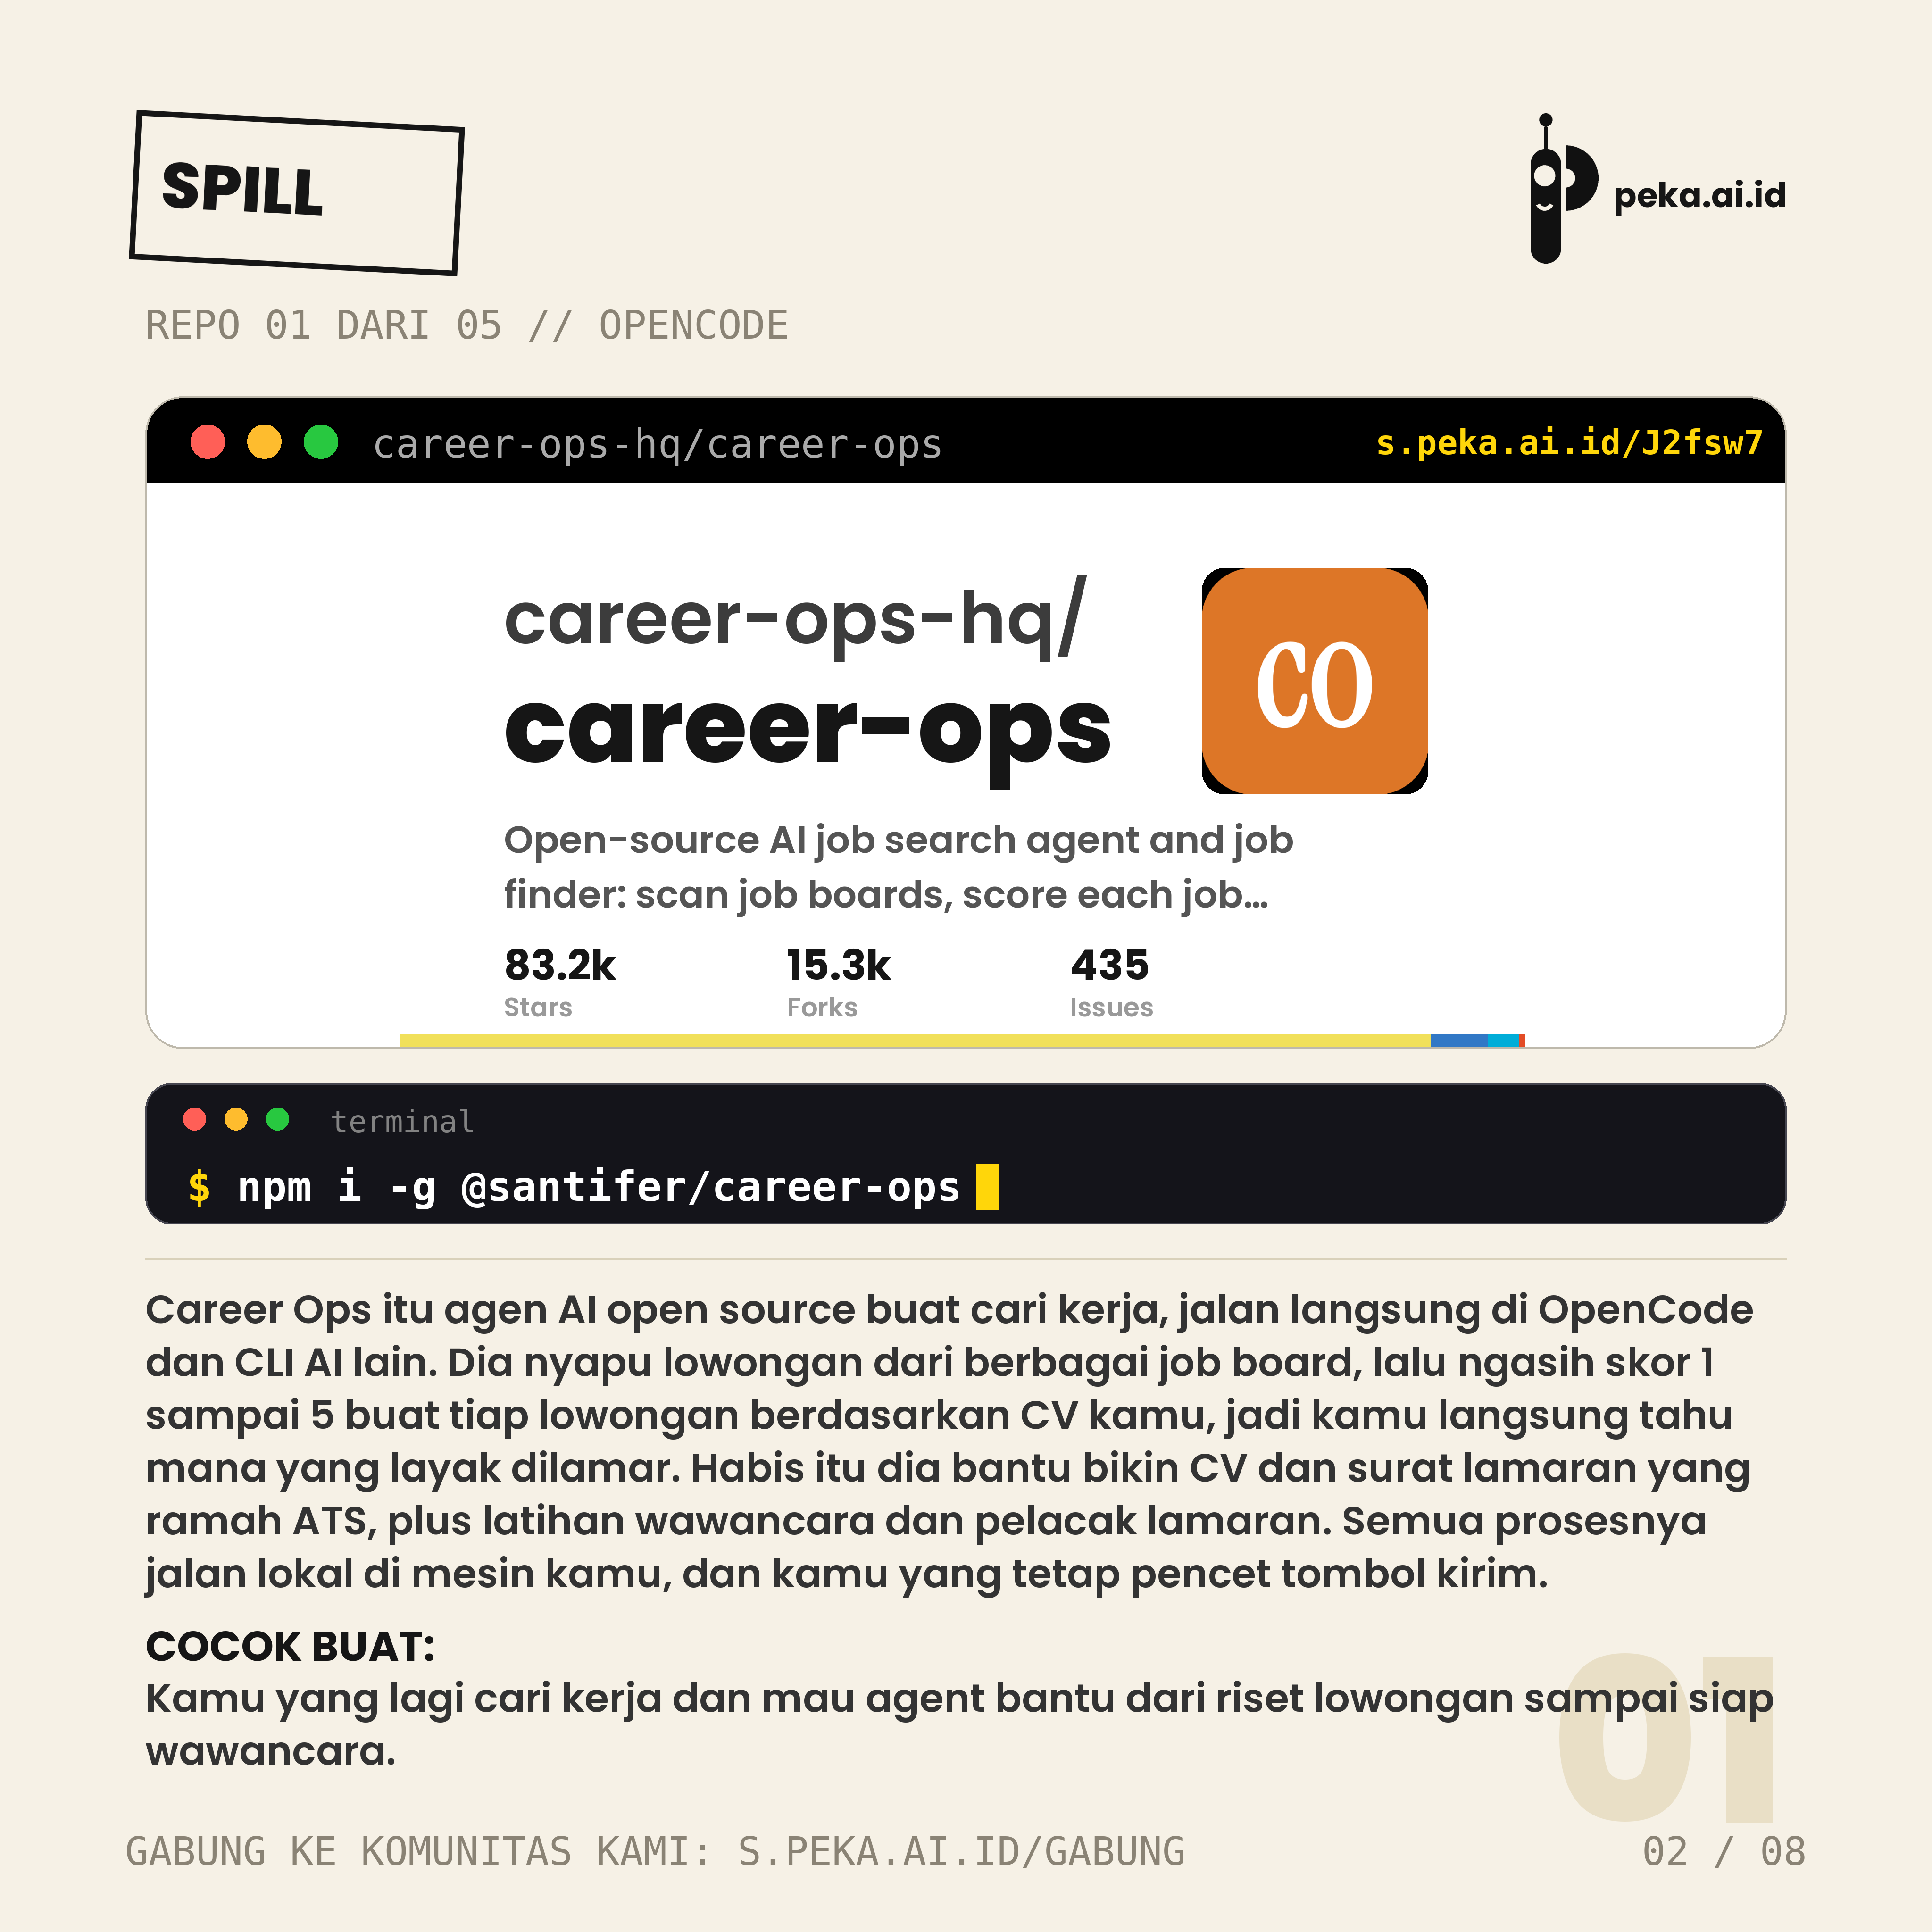 SPILL
peka.ai.id
REPO 01 DARI 05 // OPENCODE
career-ops-hq/career-ops
s.peka.ai.id/J2fsw7
career-ops-hq/
career-ops
CO
Open-source AI job search agent and job
finder: scan job boards, score each job...
83.2k
15.3k
435
Stars
Forks
Issues
terminal
$ npm i -g @santifer/career-ops
Career Ops itu agen AI open source buat cari kerja, jalan langsung di OpenCode
dan CLI AI lain. Dia nyapu lowongan dari berbagai job board, lalu ngasih skor 1
sampai 5 buat tiap lowongan berdasarkan CV kamu, jadi kamu langsung tahu
mana yang layak dilamar. Habis itu dia bantu bikin CV dan surat lamaran yang
ramah ATS, plus latihan wawancara dan pelacak lamaran. Semua prosesnya
jalan lokal di mesin kamu, dan kamu yang tetap pencet tombol kirim.
COCOK BUAT:
Kamu yang lagi cari kerja dan mau agent bantu dari riset lowongan sampai siap
wawancara.
01
GABUNG KE KOMUNITAS KAMI: S.PEKA.AI.ID/GABUNG
02 / 08